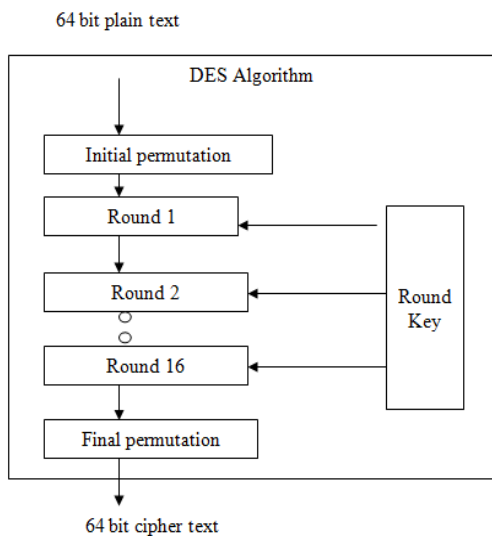 64 bit plain text
DES Algorithm
Initial permutation
Round 1
Round 2
Round
Key
Round 16
Final permutation
64 bit cipher text